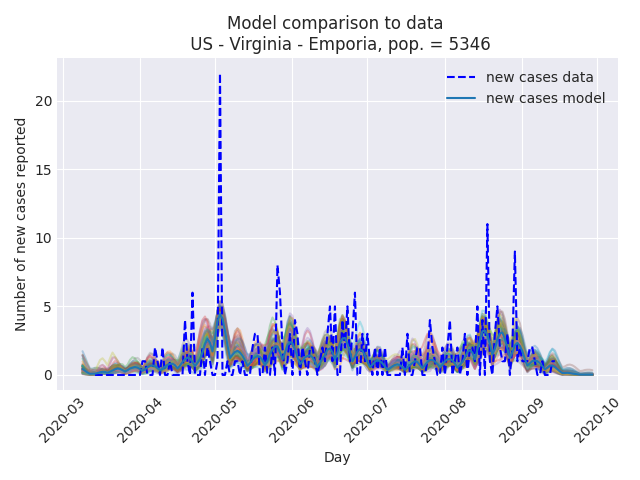 Model comparison to data
US - Virginia - Emporia, pop. = 5346
new cases data
new cases model
Number of new cases reported
20
15
10
5
0
2020-03
2020-04
2020-05
2020-06
2020-07
2020-08
2020-09
2020-10
Day